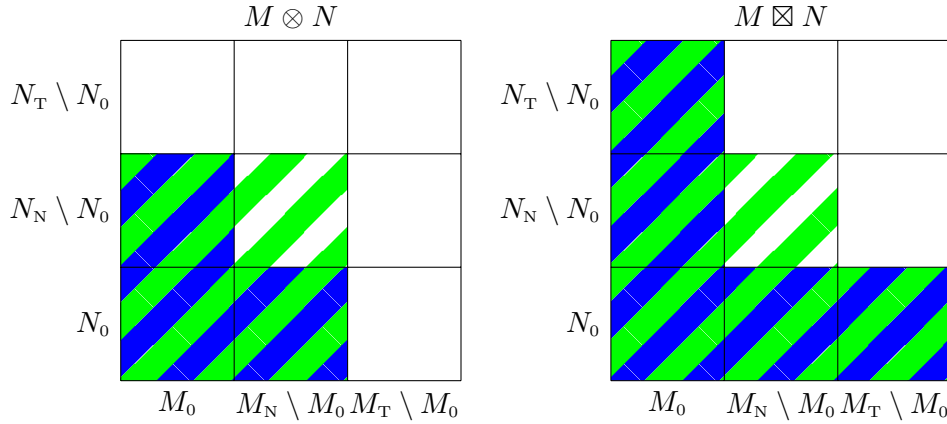 M ⊗ N
N_T \ N_0
N_N \ N_0
N_0
M_0 M_N \ M_0 M_T \ M_0
M ⊠ N
N_T \ N_0
N_N \ N_0
N_0
M_0 M_N \ M_0 M_T \ M_0